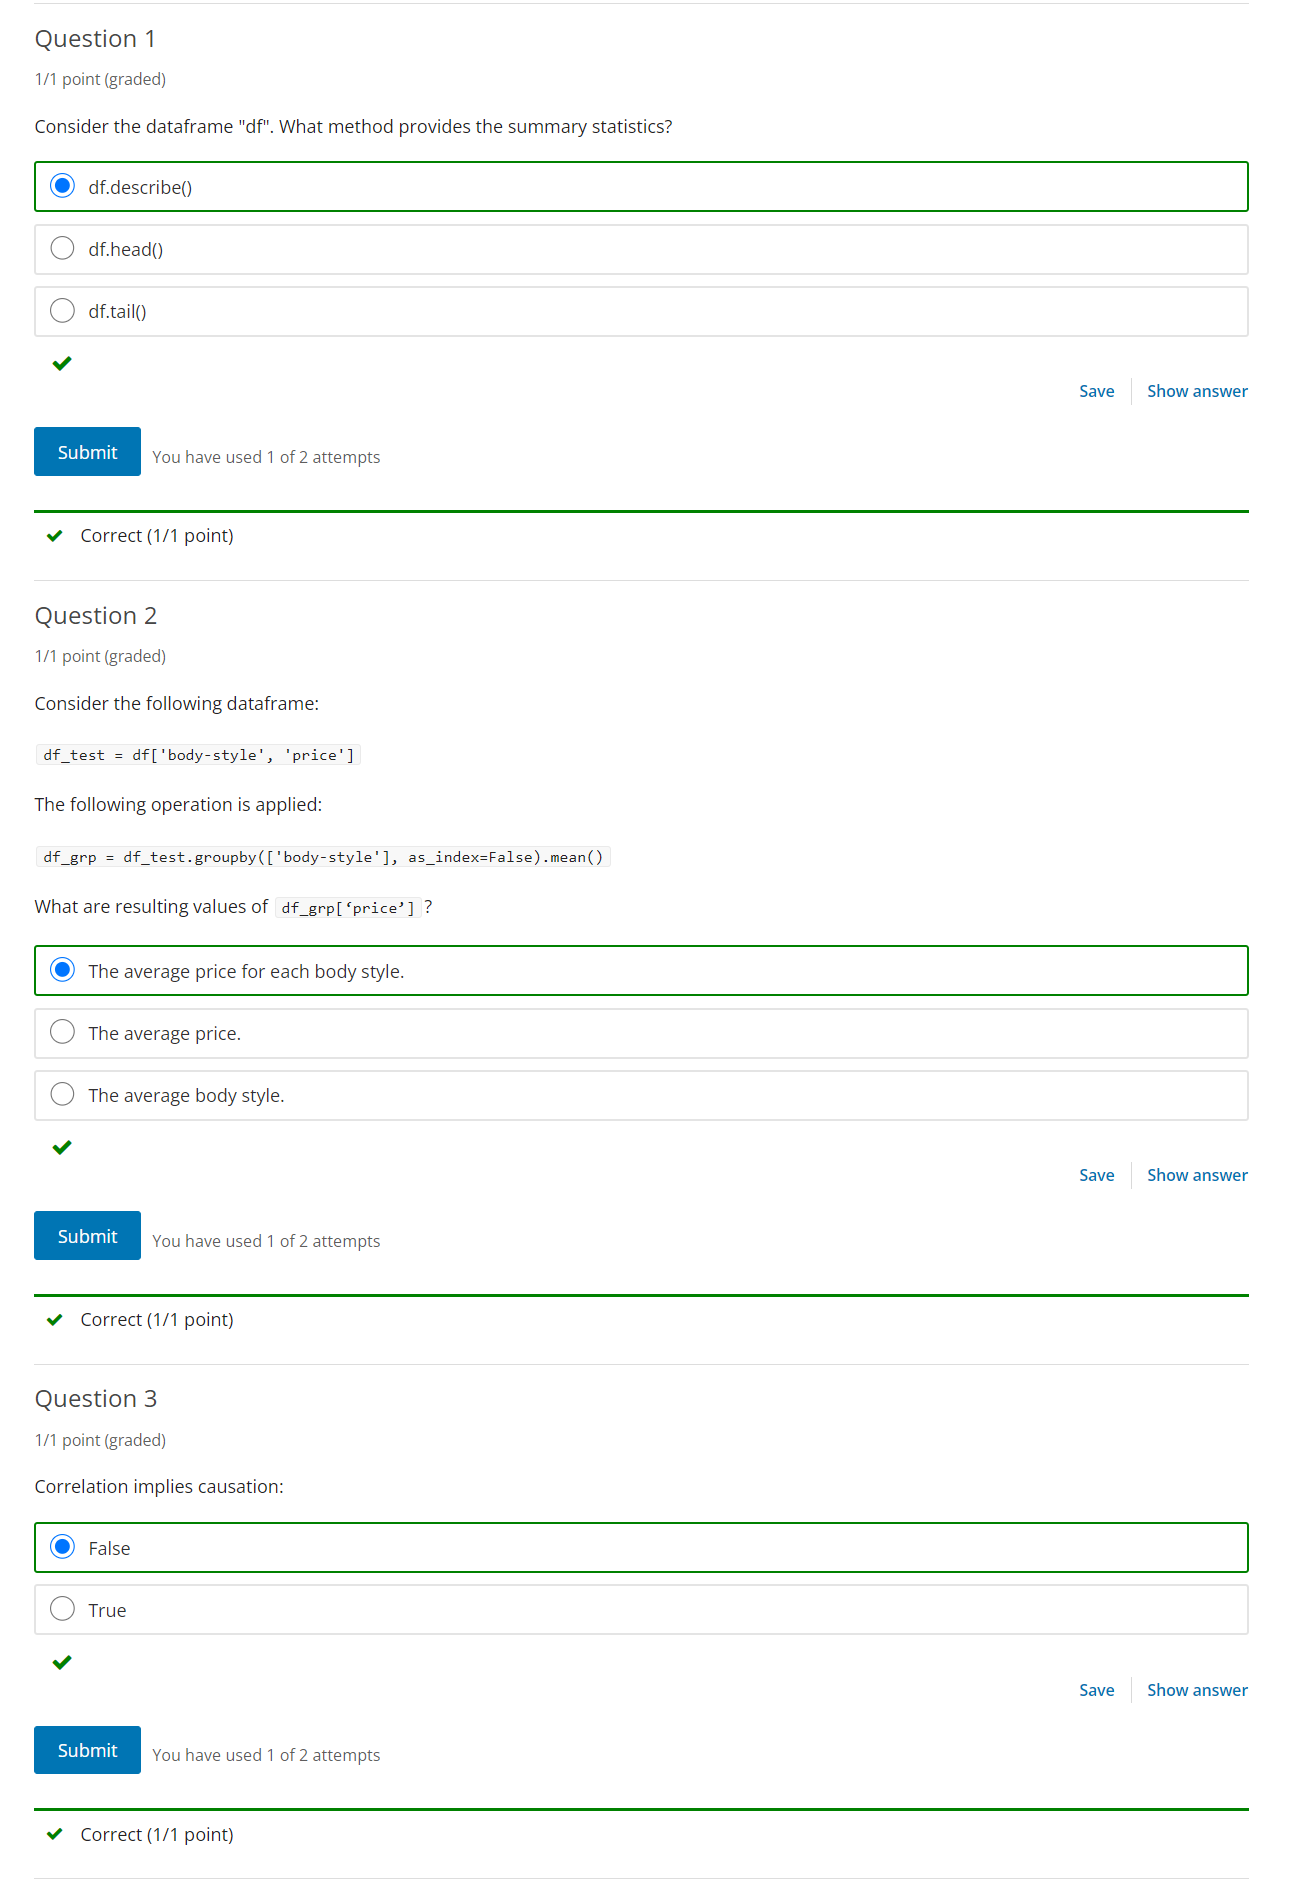 Question 1
1/1 point (graded)
Consider the dataframe "df". What method provides the summary statistics?
df.describe()
df.head()
df.tail()
Save Show answer
Submit You have used 1 of 2 attempts
Correct (1/1 point)
Question 2
1/1 point (graded)
Consider the following dataframe:
df_test = df['body-style', 'price']
The following operation is applied:
df_grp = df_test.groupby(['body-style'], as_index=False).mean()
What are resulting values of df_grp[‘price’] ?
The average price for each body style.
The average price.
The average body style.
Save Show answer
Submit You have used 1 of 2 attempts
Correct (1/1 point)
Question 3
1/1 point (graded)
Correlation implies causation:
False
True
Save Show answer
Submit You have used 1 of 2 attempts
Correct (1/1 point)